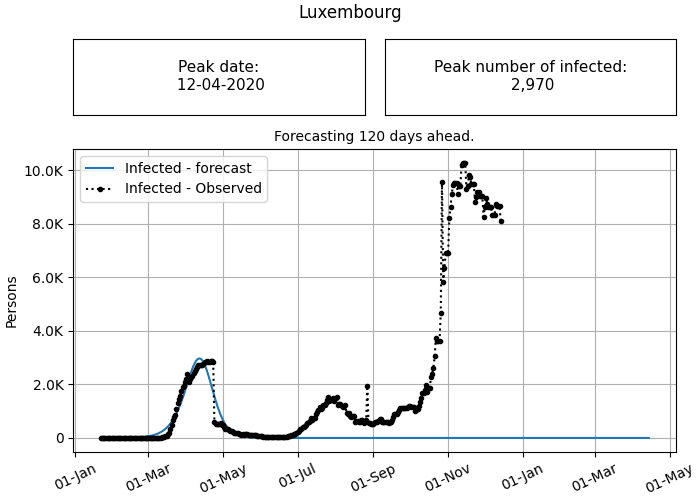 Luxembourg
Peak date:
12-04-2020
Peak number of infected:
2,970
Forecasting 120 days ahead.
Infected - forecast
Infected - Observed
10.0K
8.0K
6.0K
4.0K
2.0K
0
Persons
01-Jan
01-Mar
01-May
01-Jul
01-Sep
01-Nov
01-Jan
01-Mar
01-May